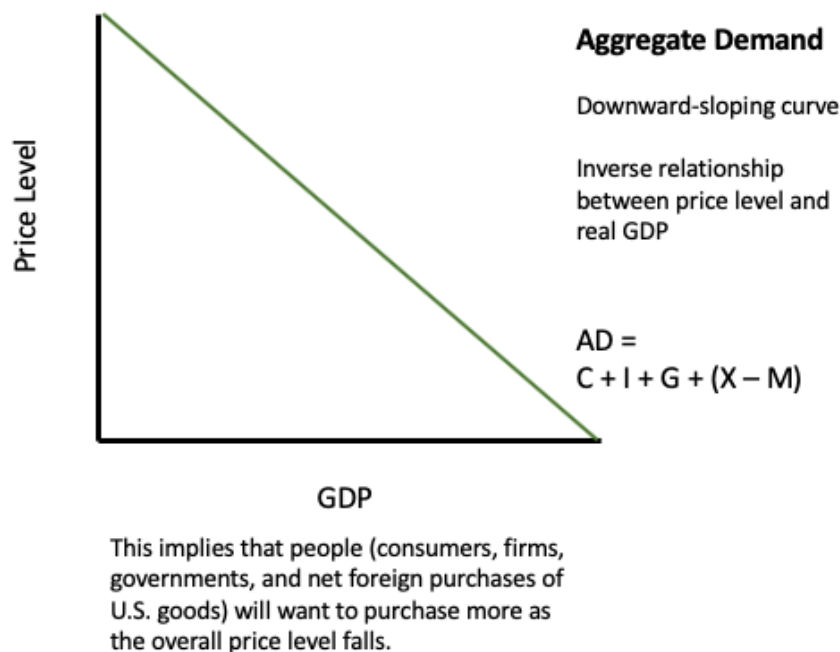 Aggregate Demand
Downward-sloping curve
Inverse relationship
between price level and
real GDP
AD =
C + I + G + (X – M)
Price Level
GDP
This implies that people (consumers, firms,
governments, and net foreign purchases of
U.S. goods) will want to purchase more as
the overall price level falls.